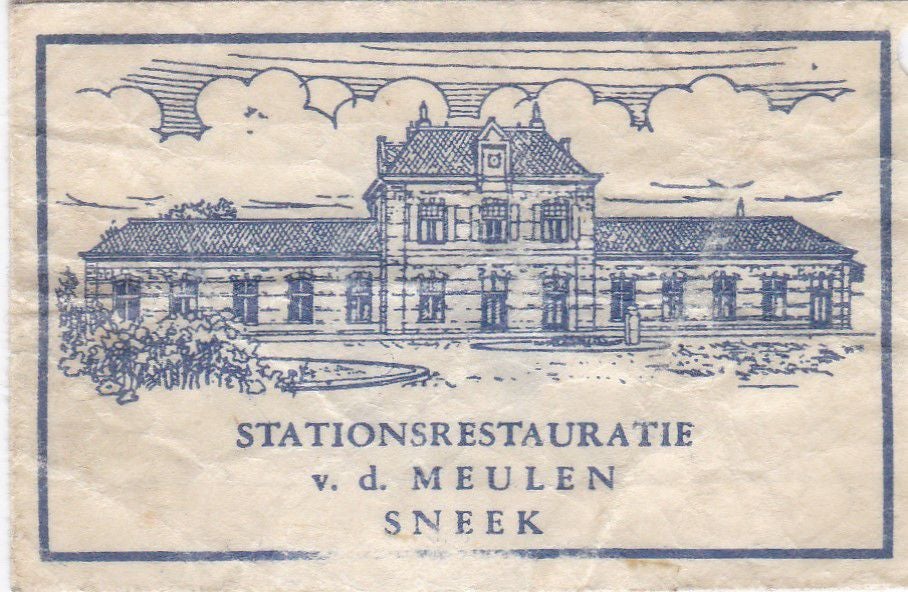 STATIONSRESTAURATIE
v. d. MEULEN
SNEEK